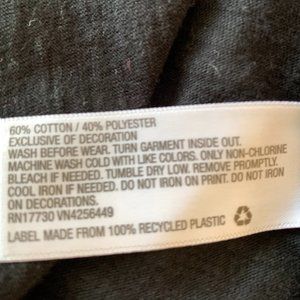 60% COTTON / 40% POLYESTER
EXCLUSIVE OF DECORATION
WASH BEFORE WEAR. TURN GARMENT INSIDE OUT.
MACHINE WASH COLD WITH LIKE COLORS. ONLY NON-CHLORINE
BLEACH IF NEEDED. TUMBLE DRY LOW. REMOVE PROMPTLY.
COOL IRON IF NEEDED. DO NOT IRON ON PRINT. DO NOT IRON
ON DECORATIONS.
RN17730 VN4256449
LABEL MADE FROM 100% RECYCLED PLASTIC